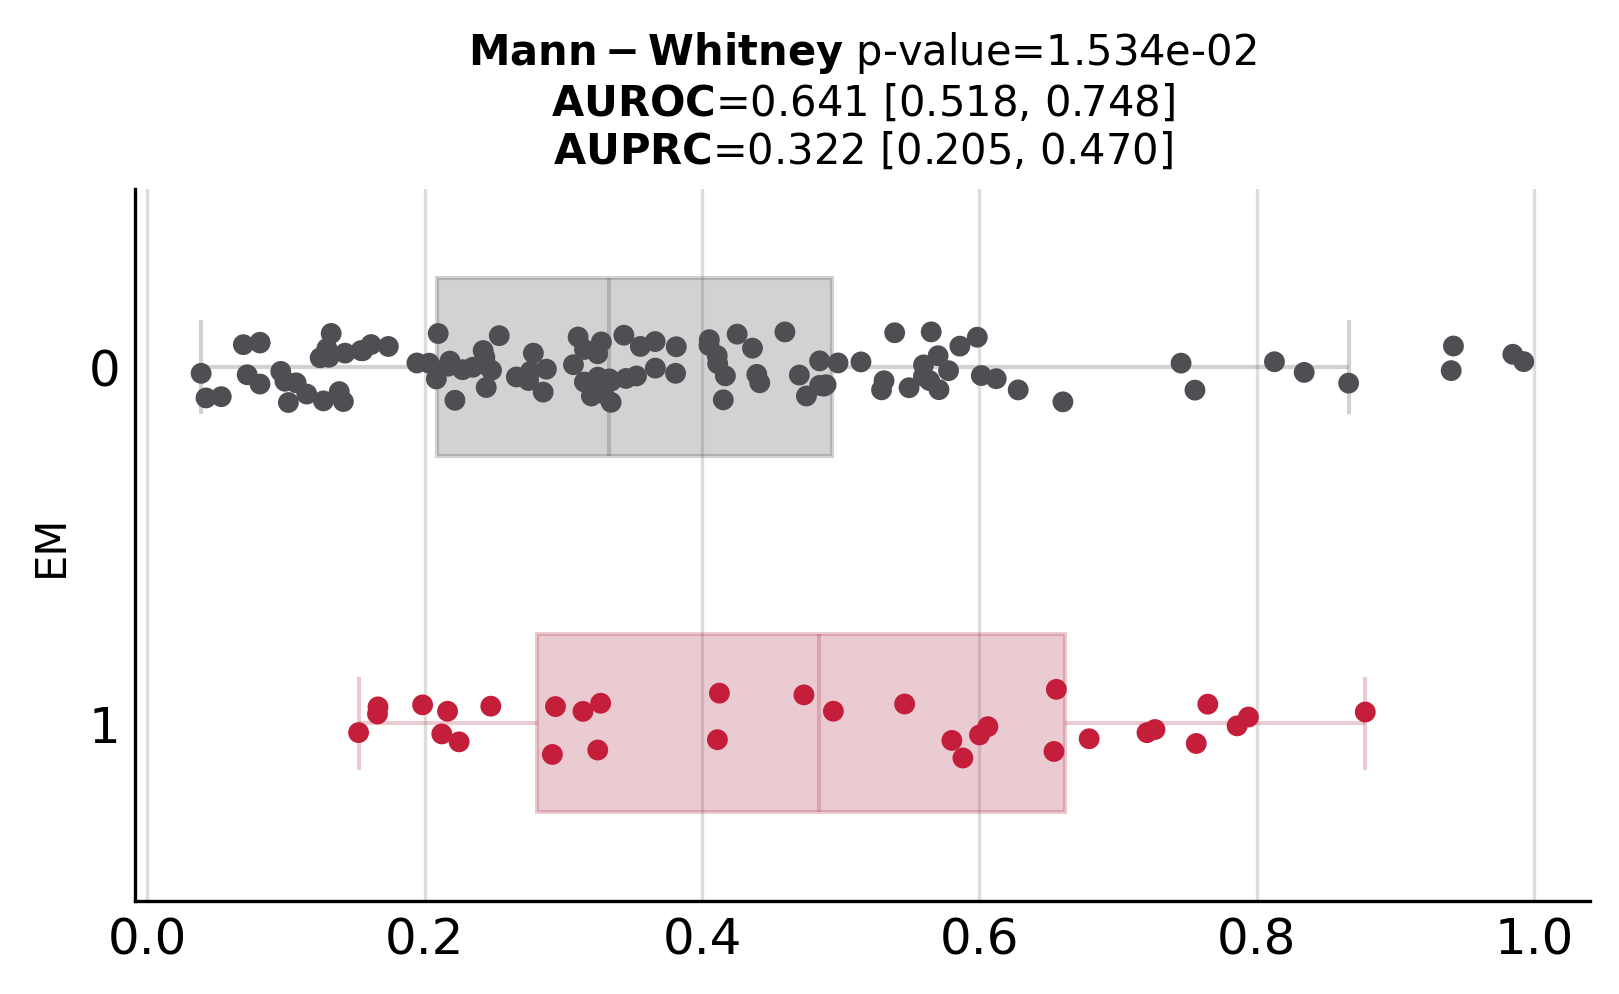 Mann − Whitney p-value=1.534e-02
AUROC=0.641 [0.518, 0.748]
AUPRC=0.322 [0.205, 0.470]
0
EM
1
0.0 0.2 0.4 0.6 0.8 1.0